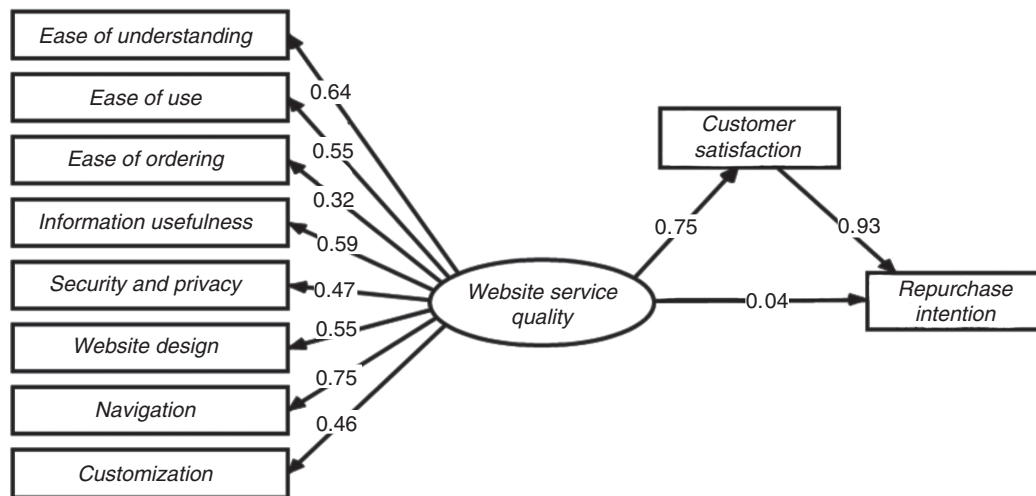 Ease of understanding
0.64
Ease of use
0.55
Ease of ordering
0.32
Information usefulness
0.59
Security and privacy
0.47
Website design
0.55
Navigation
0.75
Customization
0.46
Website service
quality
0.75
Customer
satisfaction
0.93
0.04
Repurchase
intention